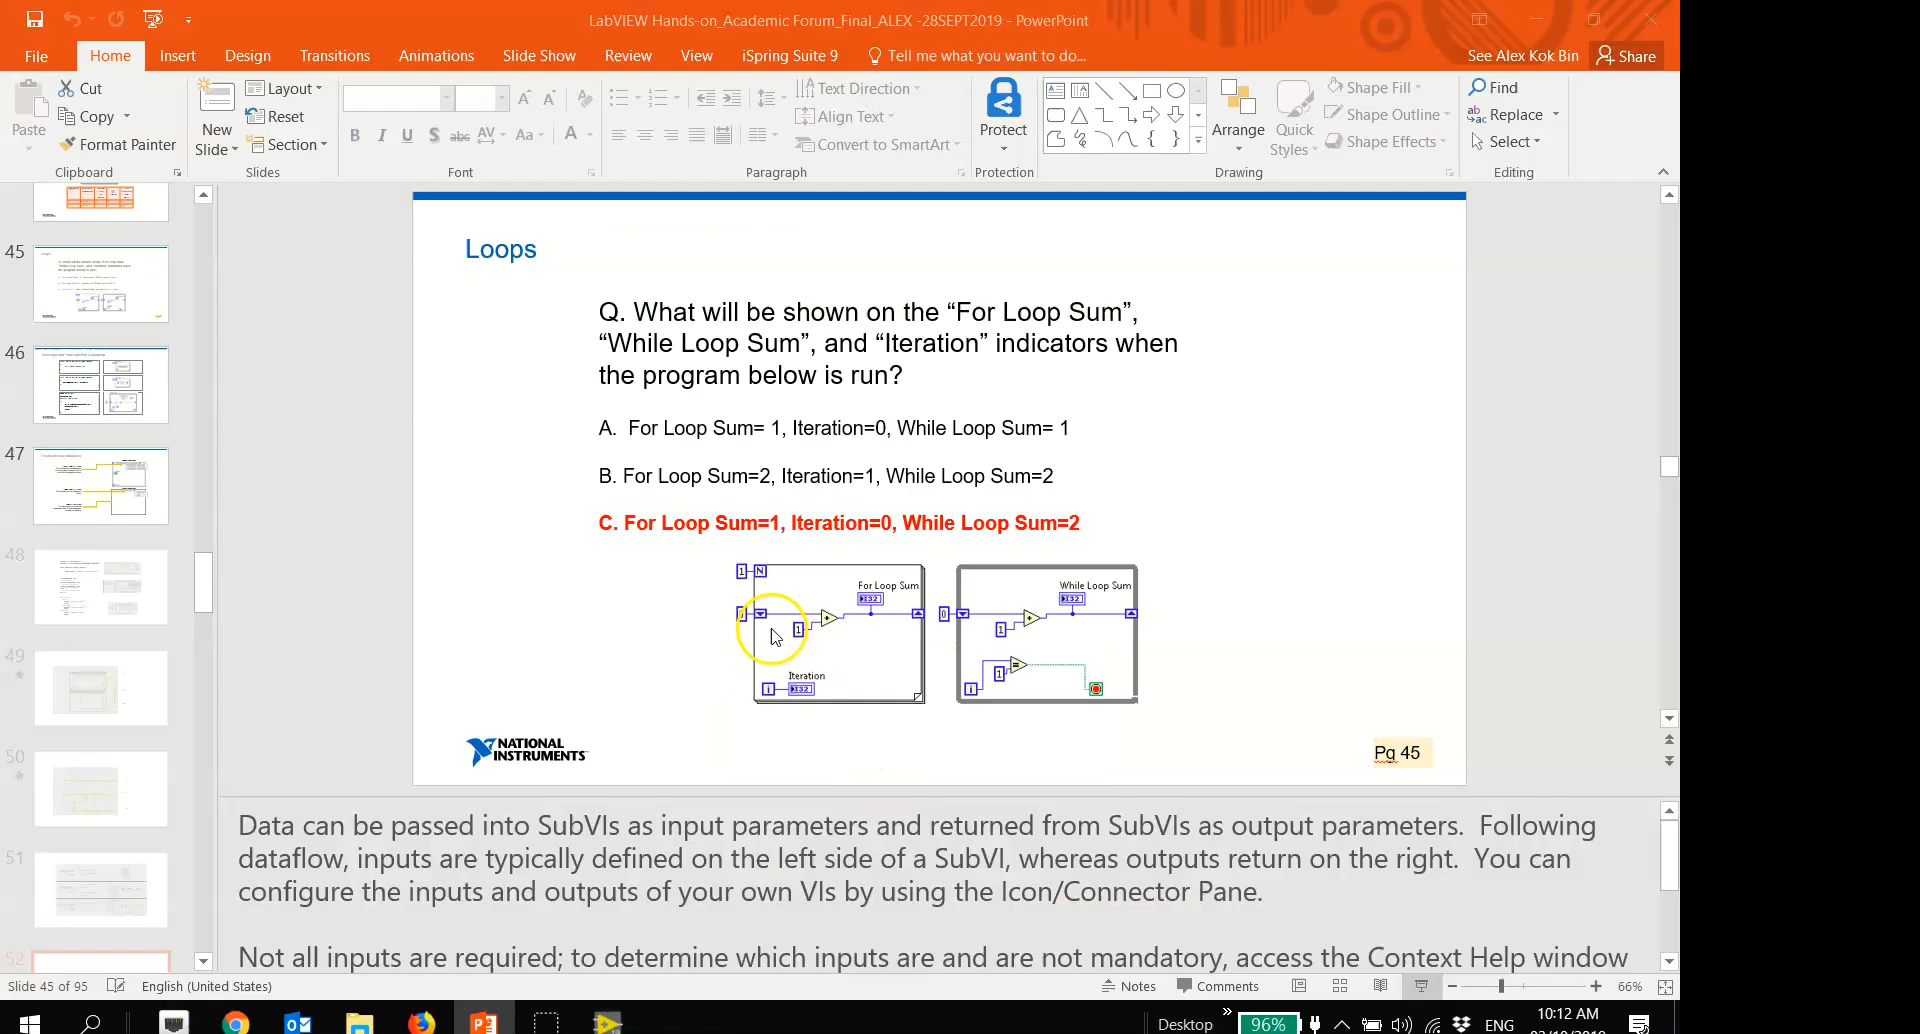 LabVIEW Hands-on_Academic Forum_Final_ALEX -28SEPT2019 - PowerPoint
File Home Insert Design Transitions Animations Slide Show Review View iSpring Suite 9 Tell me what you want to do... See Alex Kok Bin Share
Paste
Cut
Copy
Format Painter
Clipboard
New
Slide
Layout
Reset
Section
Slides
B I U S abc AV Aa A
Font
Text Direction
Align Text
Convert to SmartArt
Paragraph
Protect
Protection
Arrange
Quick
Styles
Shape Fill
Shape Outline
Shape Effects
Drawing
Find
Replace
Select
Editing
45
46
47
48
49
50
51
52
Loops
Q. What will be shown on the “For Loop Sum”,
“While Loop Sum”, and “Iteration” indicators when
the program below is run?
A. For Loop Sum= 1, Iteration=0, While Loop Sum= 1
B. For Loop Sum=2, Iteration=1, While Loop Sum=2
C. For Loop Sum=1, Iteration=0, While Loop Sum=2
1 N
For Loop Sum
I32
1
Iteration
i I32
While Loop Sum
I32
0
1
1
i
NATIONAL
INSTRUMENTS
Pg 45
Data can be passed into SubVIs as input parameters and returned from SubVIs as output parameters. Following
dataflow, inputs are typically defined on the left side of a SubVI, whereas outputs return on the right. You can
configure the inputs and outputs of your own VIs by using the Icon/Connector Pane.
Not all inputs are required; to determine which inputs are and are not mandatory, access the Context Help window
Slide 45 of 95 English (United States) Notes Comments 66%
Desktop 96% ENG 10:12 AM